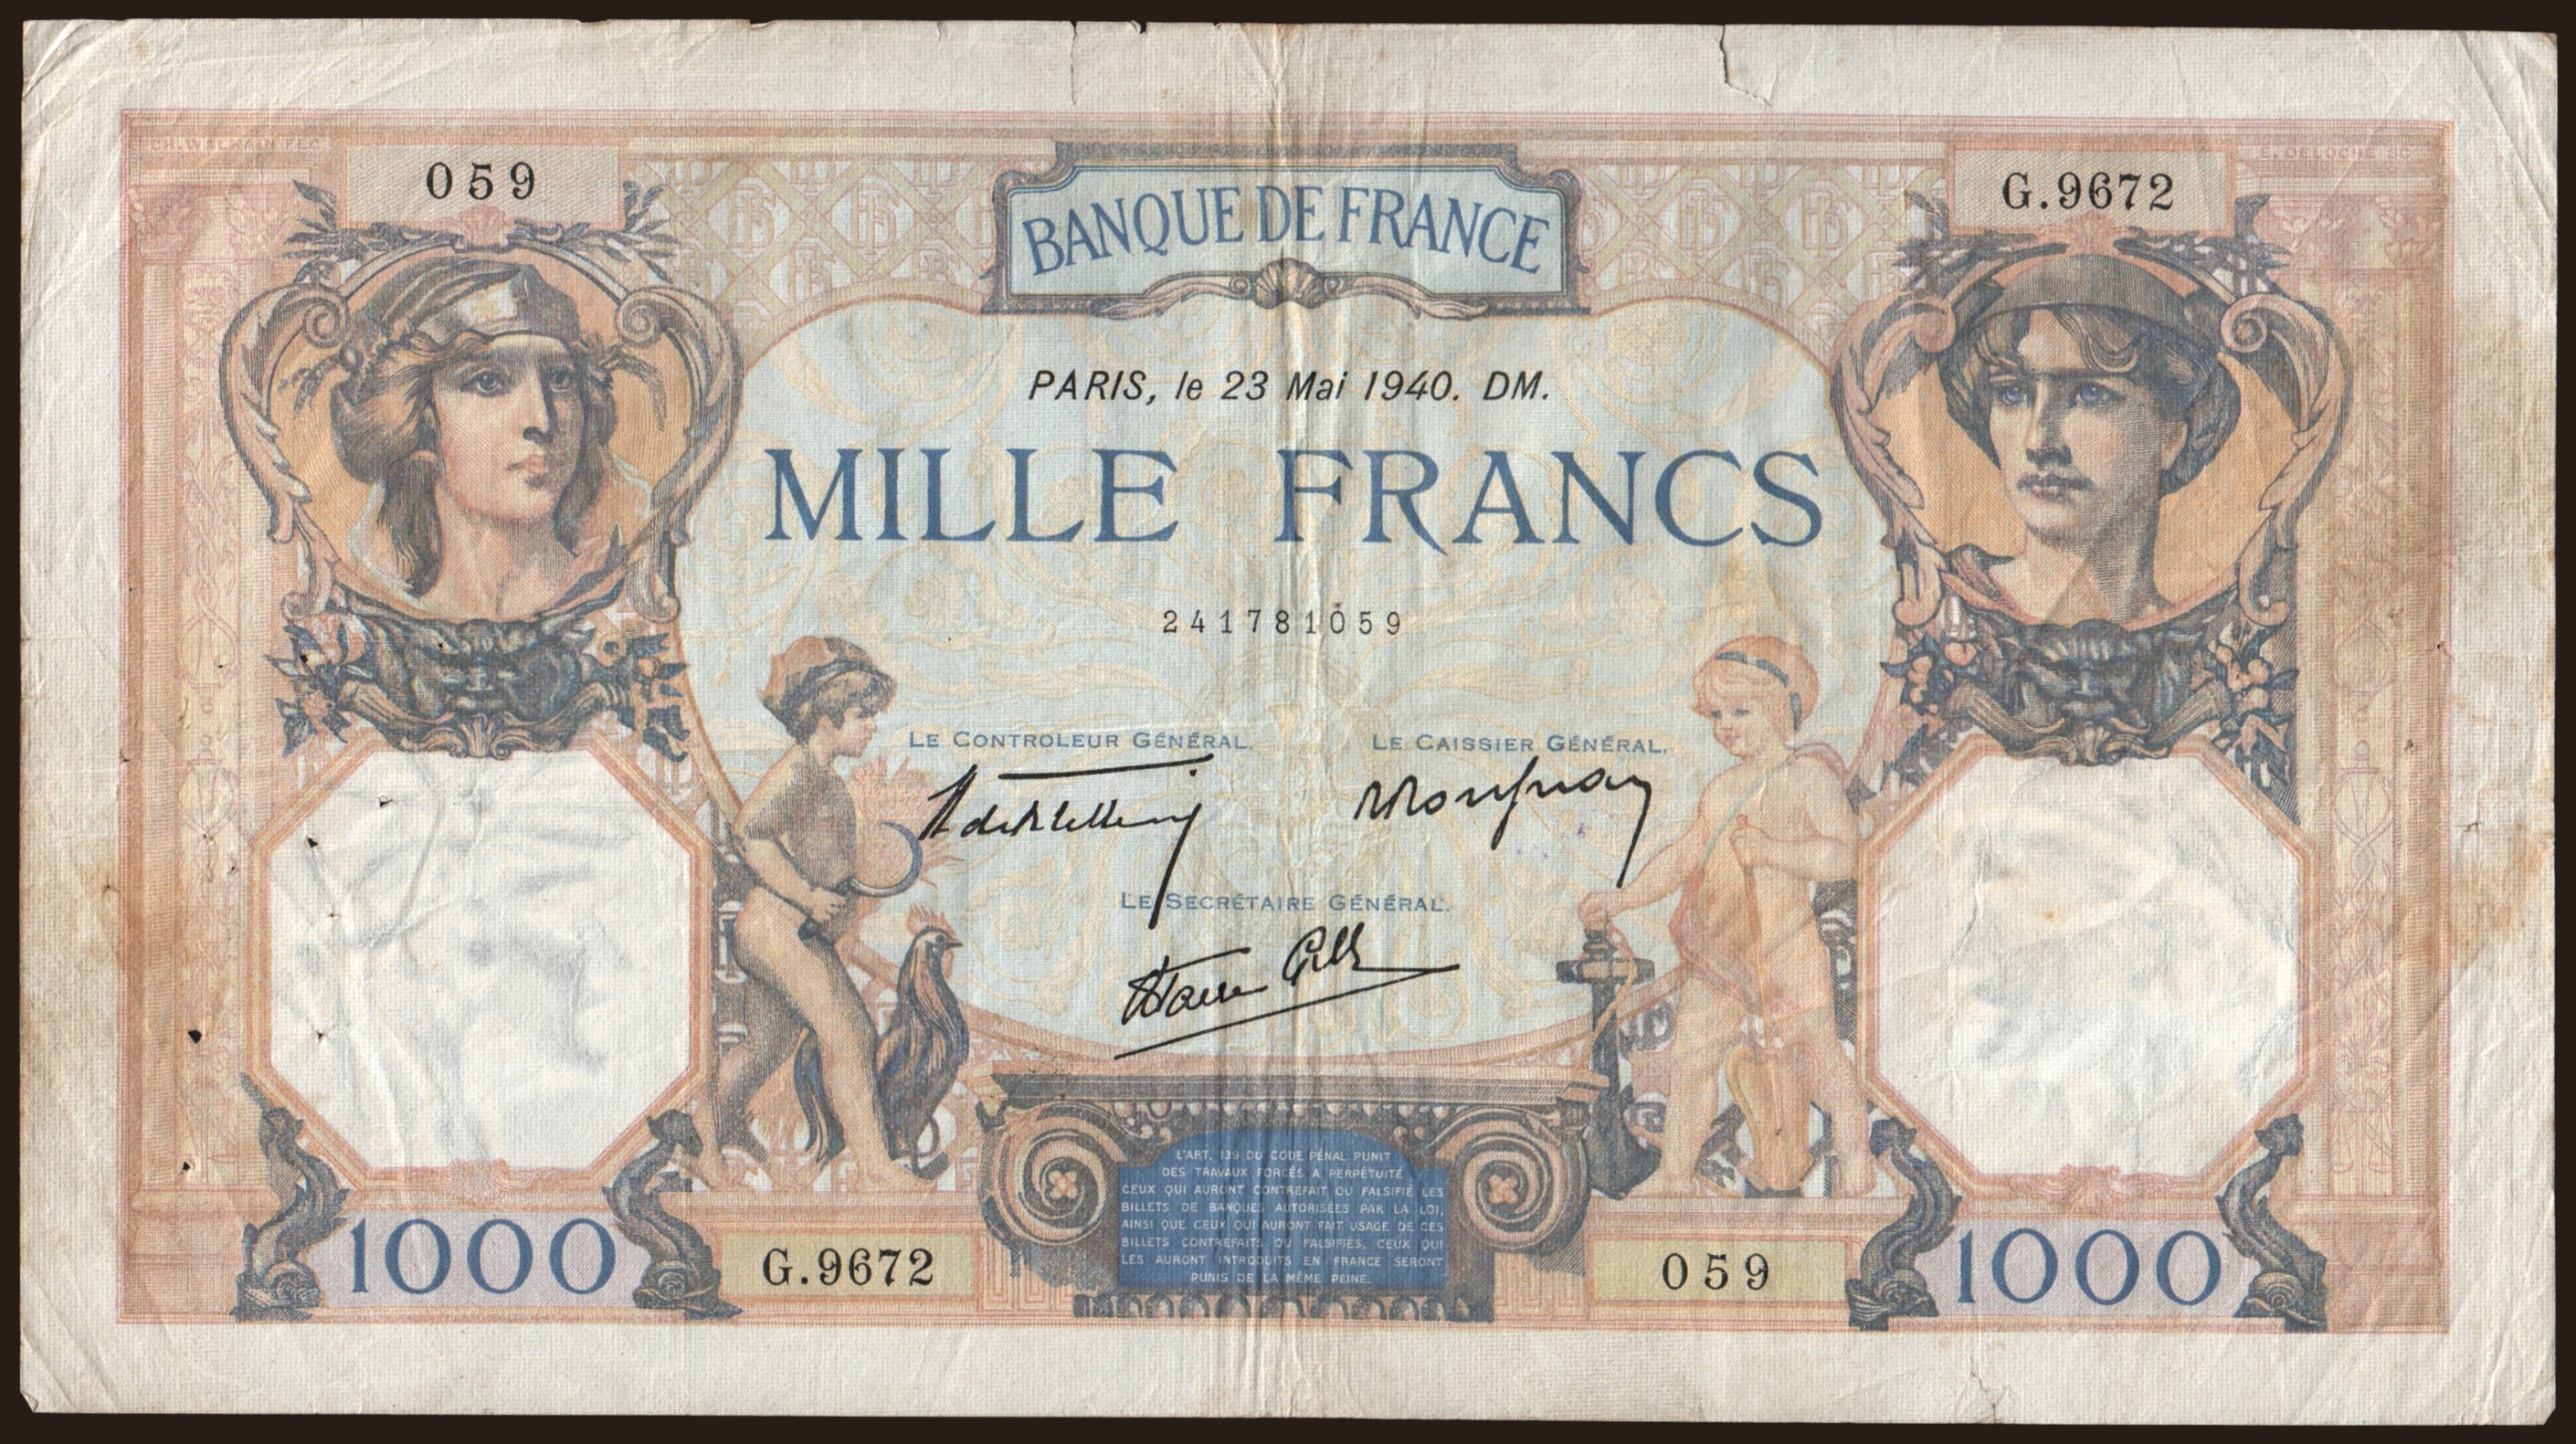 059
G.9672
BANQUE DE FRANCE
PARIS, le 23 Mai 1940. DM.
MILLE FRANCS
241781059
LE CONTROLEUR GÉNÉRAL.
LE CAISSIER GÉNÉRAL.
LE SECRÉTAIRE GÉNÉRAL.
L'ART. 139 DU CODE PÉNAL PUNIT
DES TRAVAUX FORCÉS A PERPÉTUITÉ
CEUX QUI AURONT CONTREFAIT OU FALSIFIÉ LES
BILLETS DE BANQUES AUTORISÉES PAR LA LOI,
AINSI QUE CEUX QUI AURONT FAIT USAGE DE CES
BILLETS CONTREFAITS OU FALSIFIÉS. CEUX QUI
LES AURONT INTRODUITS EN FRANCE SERONT
PUNIS DE LA MÊME PEINE.
1000
G.9672
059
1000